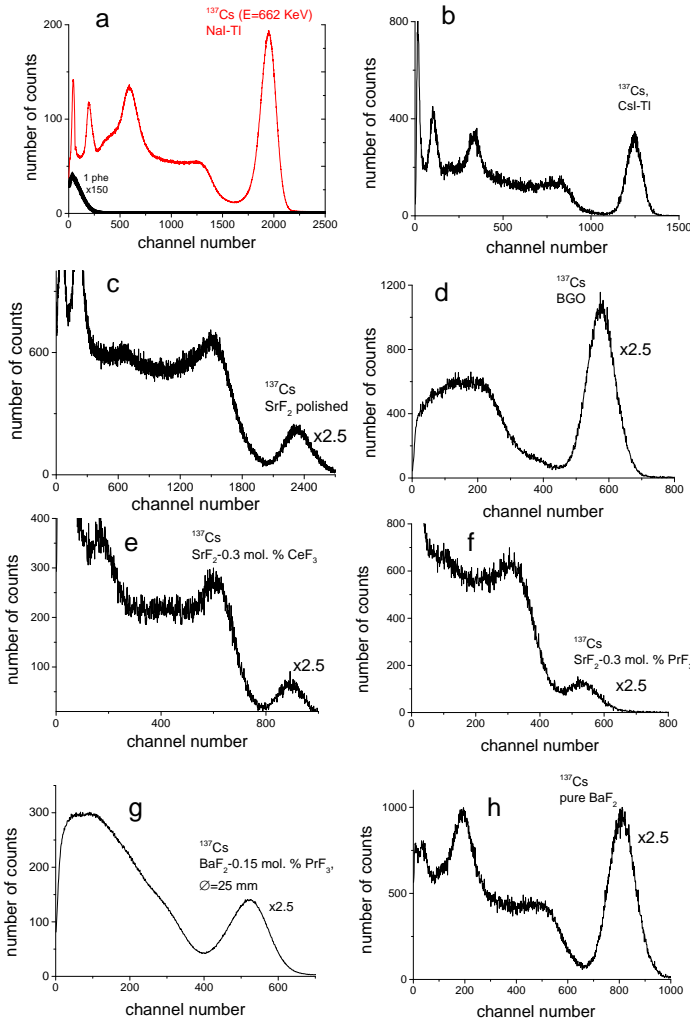 a
¹³⁷Cs (E=662 KeV)
NaI-Tl
1 phe
x150
number of counts
200
100
0
0 500 1000 1500 2000 2500
channel number
b
¹³⁷Cs,
CsI-Tl
number of counts
800
400
0
0 500 1000 1500
channel number
c
¹³⁷Cs
SrF₂ polished
x2.5
number of counts
600
0
0 600 1200 1800 2400
channel number
d
¹³⁷Cs
BGO
x2.5
number of counts
1200
800
400
0
0 200 400 600 800
channel number
e
¹³⁷Cs
SrF₂-0.3 mol. % CeF₃
x2.5
number of counts
400
300
200
100
0 400 800
channel number
f
¹³⁷Cs
SrF₂-0.3 mol. % PrF₃
x2.5
number of counts
800
600
400
200
0
0 200 400 600 800
channel number
g
¹³⁷Cs
BaF₂-0.15 mol. % PrF₃,
∅=25 mm
x2.5
number of counts
300
200
100
0
0 200 400 600
channel number
h
¹³⁷Cs
pure BaF₂
x2.5
number of counts
1000
500
0
0 200 400 600 800 1000
channel number